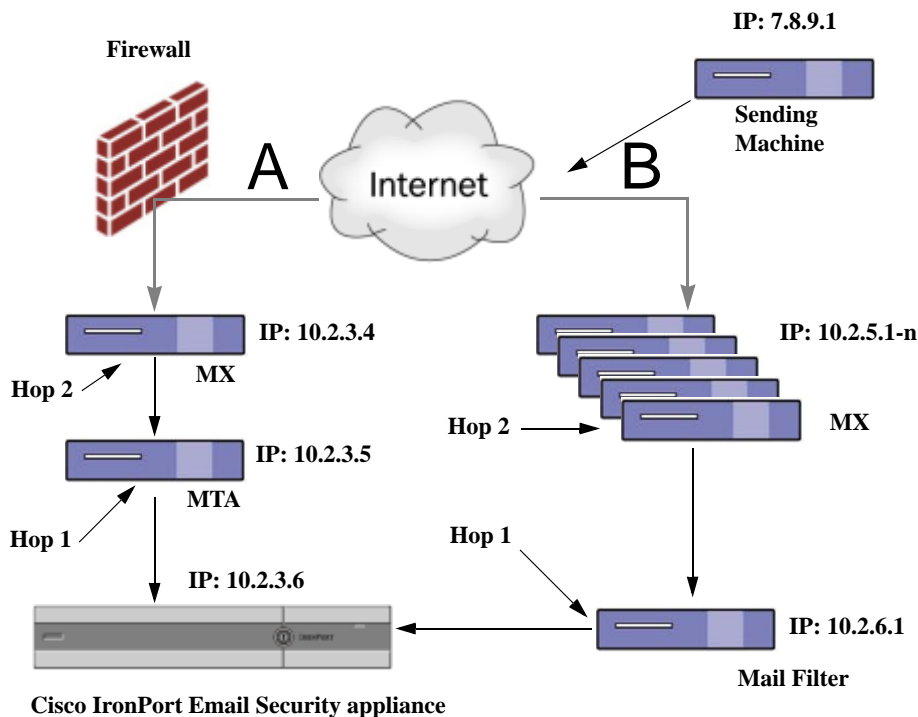 IP: 7.8.9.1
Firewall
Sending
Machine
A
B
Internet
IP: 10.2.3.4
IP: 10.2.5.1-n
MX
Hop 2
Hop 2
MX
IP: 10.2.3.5
MTA
Hop 1
Hop 1
IP: 10.2.3.6
IRONPORT
IP: 10.2.6.1
Mail Filter
Cisco IronPort Email Security appliance